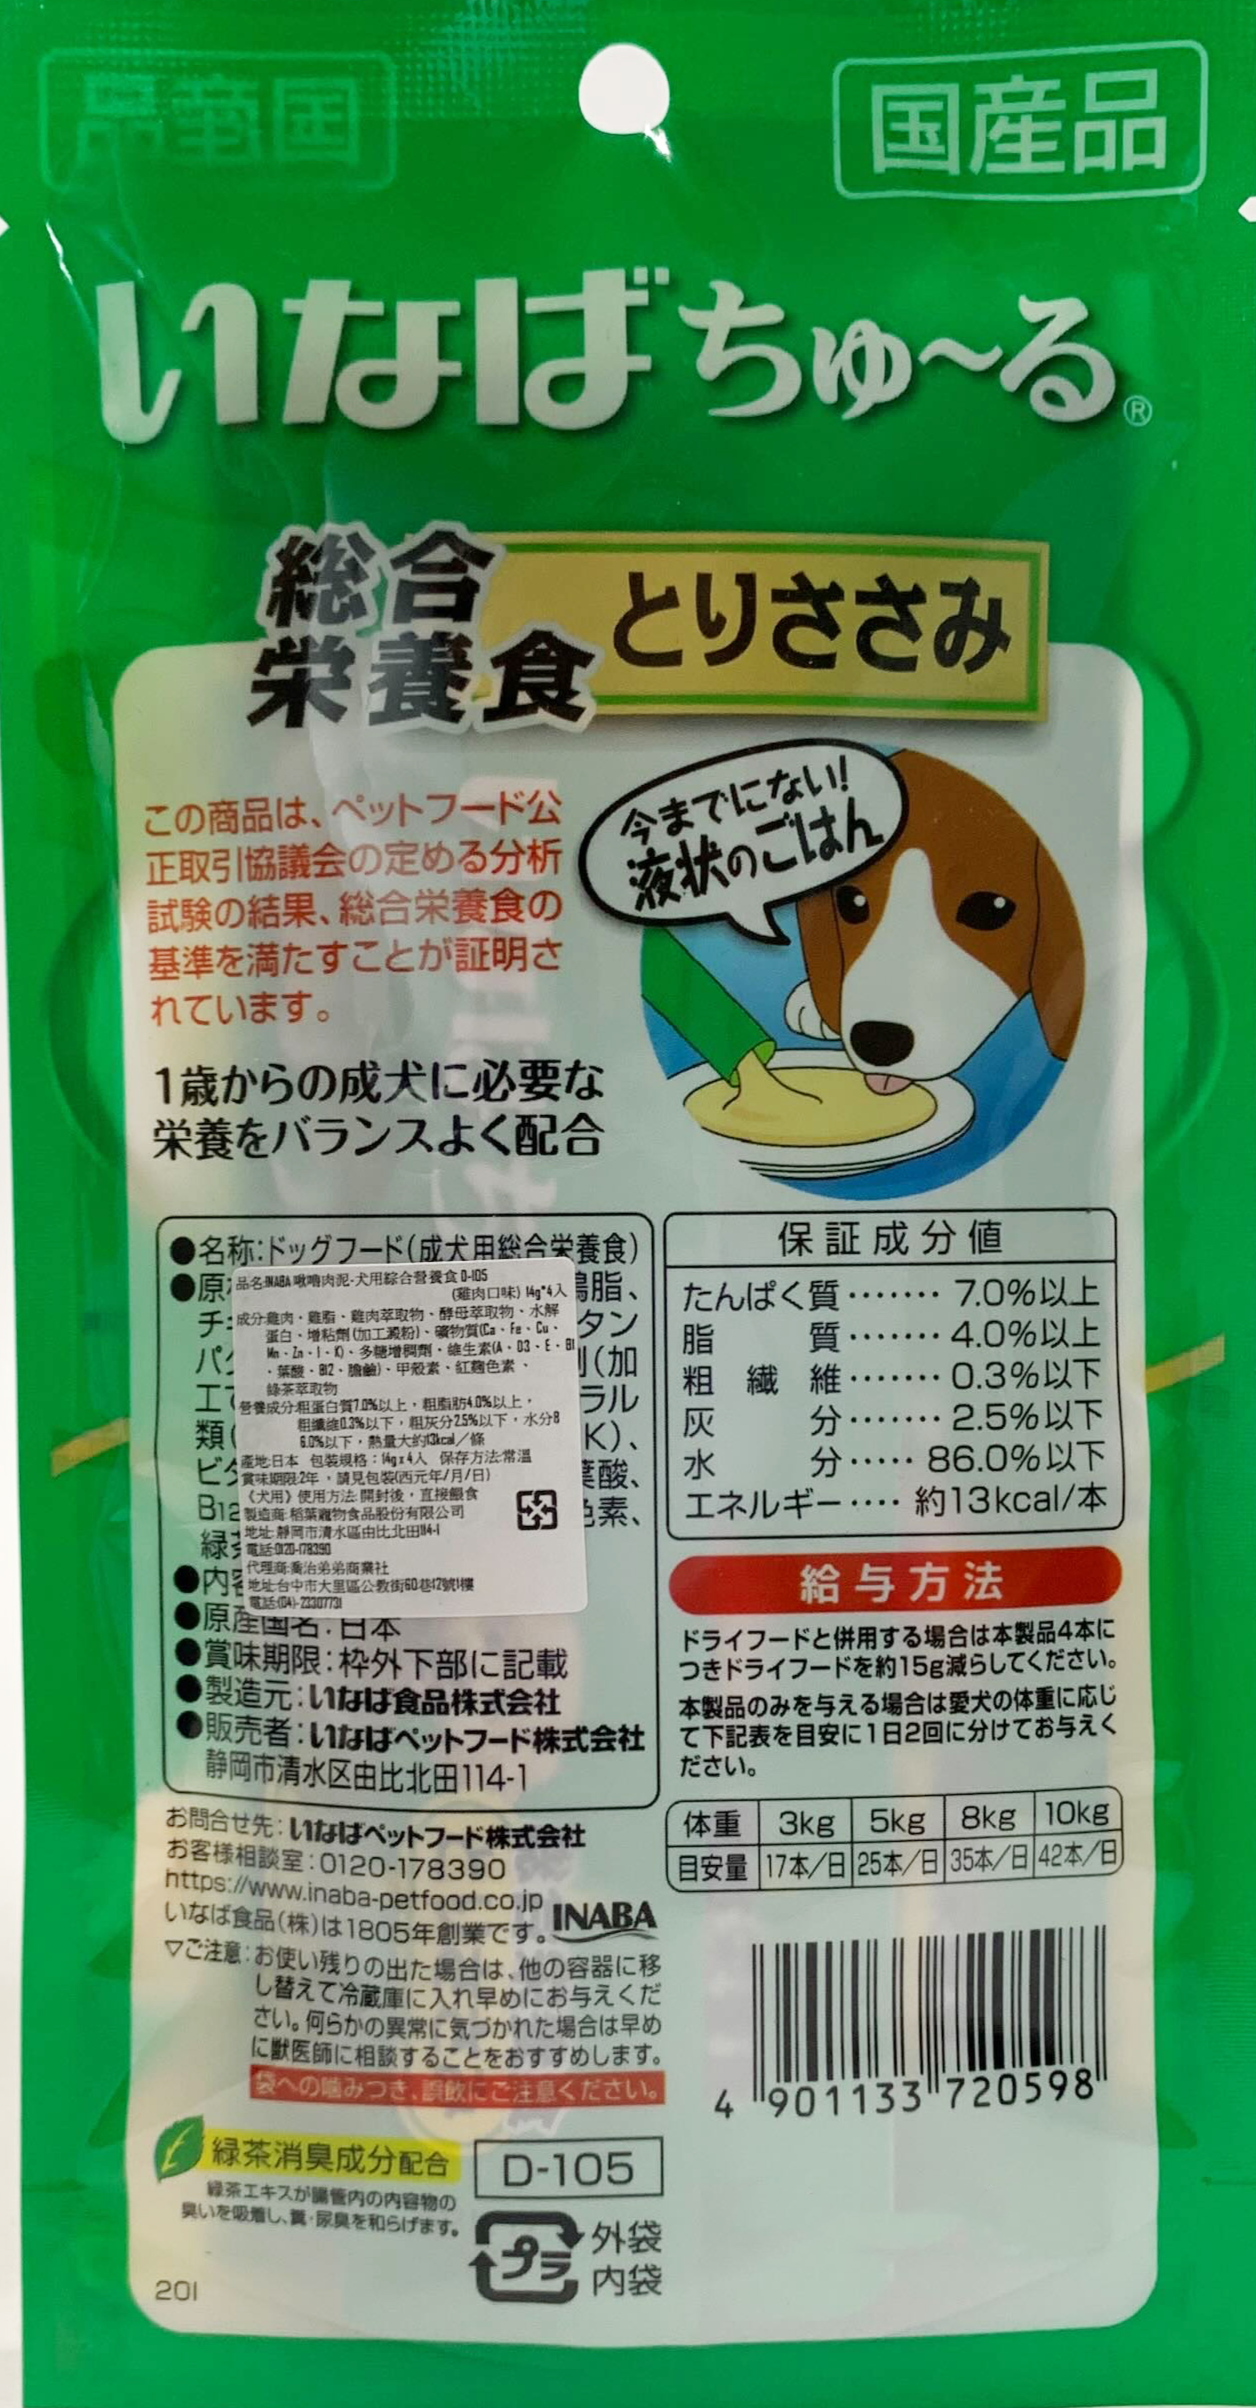 国産品
いなばちゅ〜る®
総合
栄養食
とりささみ
今までにない!
液状のごはん
この商品は、ペットフード公
正取引協議会の定める分析
試験の結果、総合栄養食の
基準を満たすことが証明さ
れています。
1歳からの成犬に必要な
栄養をバランスよく配合
●名称:ドッグフード(成犬用総合栄養食)
●原
鶏脂、
チ
タン
パ
(加
工
ラル
類(
K)、
ビタ
葉酸、
B12
色素、
緑
●内
●原産国名:日本
●賞味期限:枠外下部に記載
●製造元:いなば食品株式会社
●販売者:いなばペットフード株式会社
静岡市清水区由比北田114-1
品名:INABA 啾嚕肉泥-犬用綜合營養食 D-105
(雞肉口味) 14g*4入
成分:雞肉、雞脂、雞肉萃取物、酵母萃取物、水解
蛋白、增粘劑(加工澱粉)、礦物質(Ca、Fe、Cu、
Mn、Zn、I、K)、多糖增稠劑、維生素(A、D3、E、B1
、葉酸、B12、膽鹼)、甲殼素、紅麴色素、
綠茶萃取物
營養成分:粗蛋白質7.0%以上,粗脂肪4.0%以上,
粗纖維0.3%以下,粗灰分2.5%以下,水分8
6.0%以下,熱量大約13kcal/條
產地:日本 包裝規格:14g x 4入 保存方法:常溫
賞味期限:2年,請見包裝(西元年/月/日)
《犬用》使用方法:開封後,直接餵食
製造商:稻葉寵物食品股份有限公司
地址:靜岡市清水區由比北田114-1
電話:0120-178390
代理商:喬治弟弟商業社
地址:台中市大里區公教街60巷12號1樓
電話:(04)-23307731
保証成分値
たんぱく質・・・・・・・7.0%以上
脂質・・・・・・・4.0%以上
粗繊維・・・・・・・0.3%以下
灰分・・・・・・・2.5%以下
水分・・・・・86.0%以下
エネルギー・・・・約13kcal/本
給与方法
ドライフードと併用する場合は本製品4本に
つきドライフードを約15g減らしてください。
本製品のみを与える場合は愛犬の体重に応じ
て下記表を目安に1日2回に分けてお与えく
ださい。
体重 3kg 5kg 8kg 10kg
目安量 17本/日 25本/日 35本/日 42本/日
お問合せ先:いなばペットフード株式会社
お客様相談室:0120-178390
https://www.inaba-petfood.co.jp
いなば食品(株)は1805年創業です。
INABA
▽ご注意:お使い残りの出た場合は、他の容器に移
し替えて冷蔵庫に入れ早めにお与えくだ
さい。何らかの異常に気づかれた場合は早め
に獣医師に相談することをおすすめします。
袋への噛みつき、誤飲にご注意ください。
4 901133 720598
緑茶消臭成分配合
緑茶エキスが腸管内の内容物の
臭いを吸着し、糞・尿臭を和らげます。
D-105
プラ
外袋
内袋
201